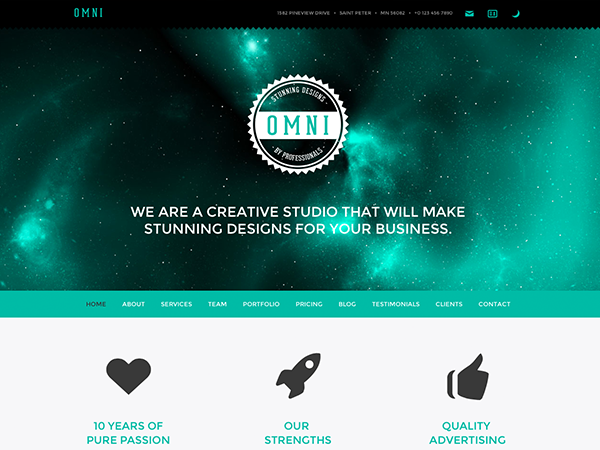 OMNI
1582 PINEVIEW DRIVE • SAINT PETER • MN 56082 • +0 123 456 7890
STUNNING DESIGNS
OMNI
BY PROFESSIONALS
WE ARE A CREATIVE STUDIO THAT WILL MAKE
STUNNING DESIGNS FOR YOUR BUSINESS.
HOME ABOUT SERVICES TEAM PORTFOLIO PRICING BLOG TESTIMONIALS CLIENTS CONTACT
10 YEARS OF
PURE PASSION
OUR
STRENGTHS
QUALITY
ADVERTISING